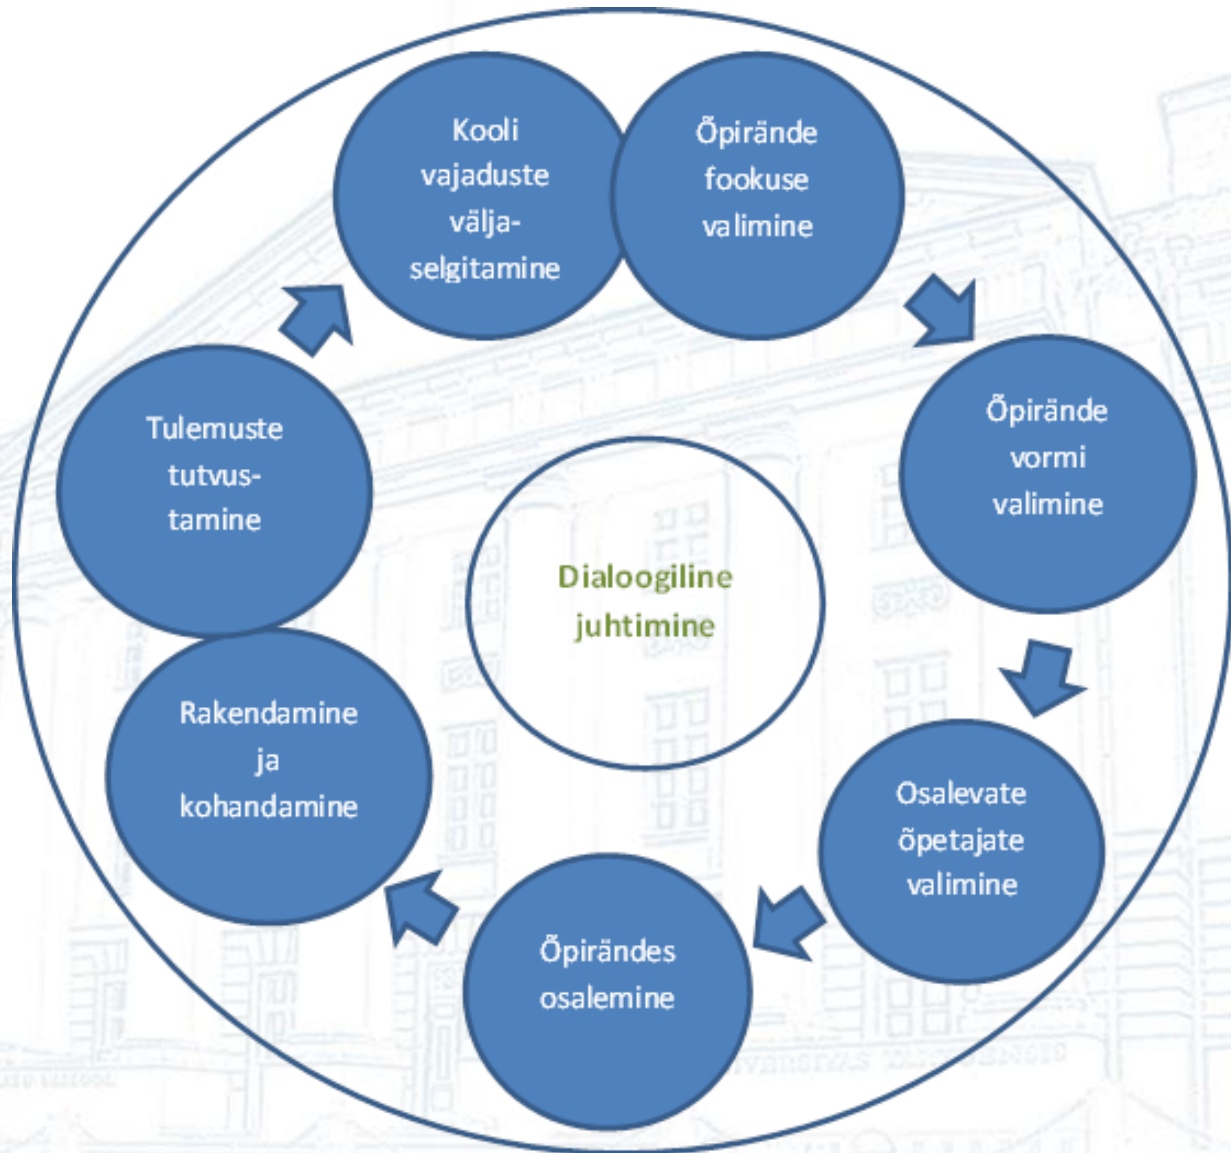 Kooli
vajaduste
välja-
selgitamine
Õpirände
fookuse
valimine
Õpirände
vormi
valimine
Osalevate
õpetajate
valimine
Õpirändes
osalemine
Rakendamine
ja
kohandamine
Tulemuste
tutvus-
tamine
Dialoogiline
juhtimine